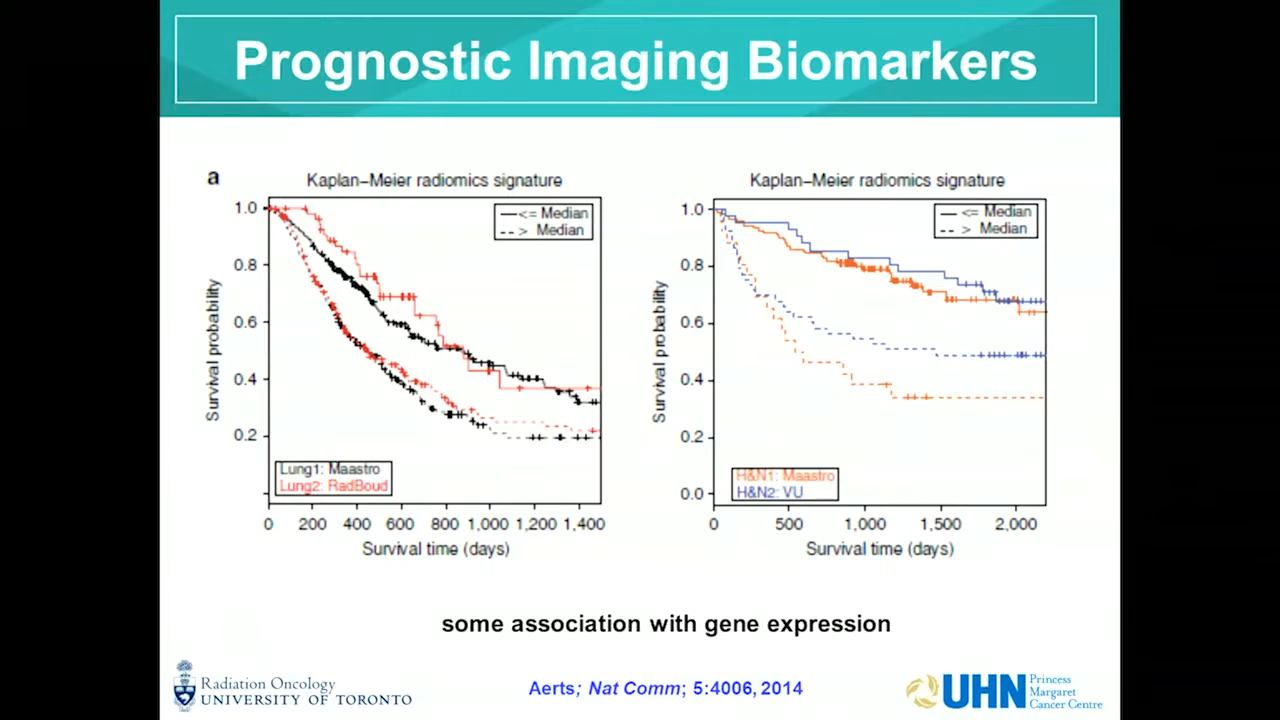 Prognostic Imaging Biomarkers
a
Kaplan–Meier radiomics signature
<= Median
> Median
Survival probability
1.0
0.8
0.6
0.4
0.2
Lung1: Maastro
Lung2: RadBoud
0 200 400 600 800 1,000 1,200 1,400
Survival time (days)
Kaplan–Meier radiomics signature
<= Median
> Median
Survival probability
1.0
0.8
0.6
0.4
0.2
0.0
H&N1: Maastro
H&N2: VU
0 500 1,000 1,500 2,000
Survival time (days)
some association with gene expression
Radiation Oncology
UNIVERSITY OF TORONTO
Aerts; Nat Comm; 5:4006, 2014
UHN
Princess
Margaret
Cancer Centre